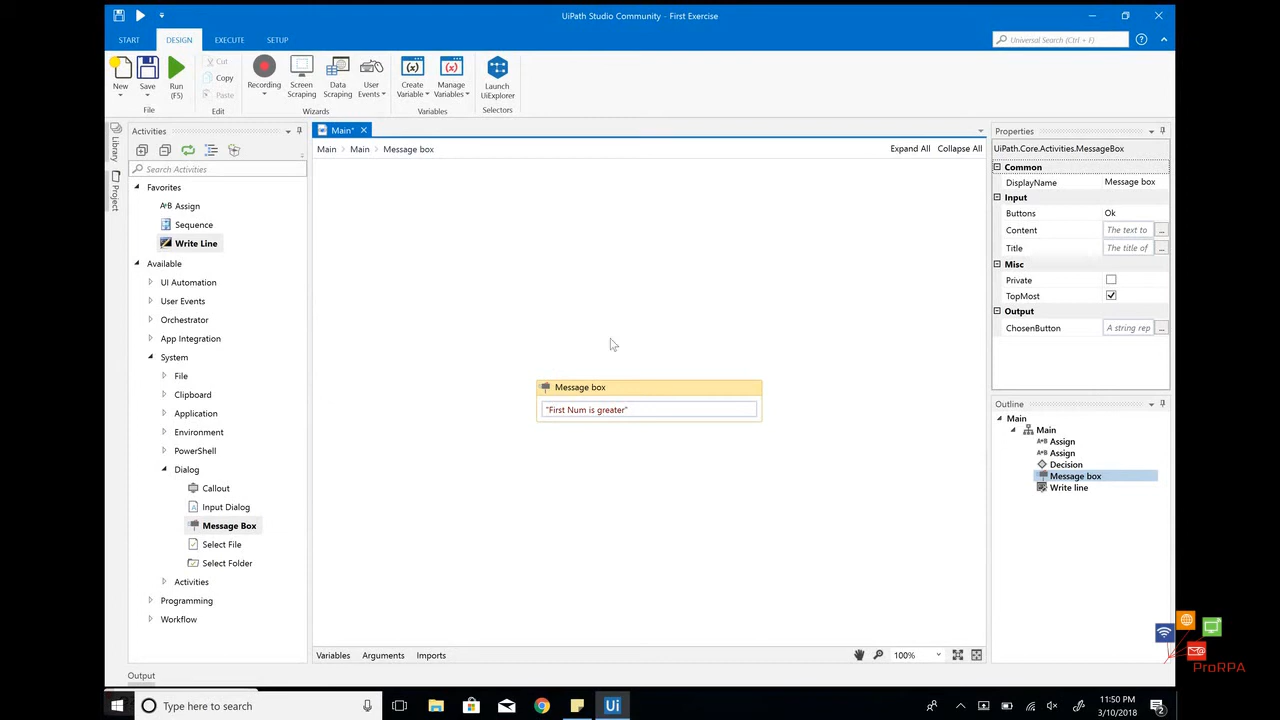 UiPath Studio Community - First Exercise
START
DESIGN
EXECUTE
SETUP
Universal Search (Ctrl + F)
New
Save
Run
(F5)
Cut
Copy
Paste
Recording
Screen
Scraping
Data
Scraping
User
Events
Create
Variable
Manage
Variables
Launch
UiExplorer
File
Edit
Wizards
Variables
Selectors
Library
Project
Activities
Search Activities
Favorites
A+B Assign
Sequence
Write Line
Available
UI Automation
User Events
Orchestrator
App Integration
System
File
Clipboard
Application
Environment
PowerShell
Dialog
Callout
Input Dialog
Message Box
Select File
Select Folder
Activities
Programming
Workflow
Main*
Main
Main
Message box
Expand All
Collapse All
Message box
"First Num is greater"
Variables
Arguments
Imports
100%
Output
Properties
UiPath.Core.Activities.MessageBox
Common
DisplayName
Message box
Input
Buttons
Ok
Content
The text to
...
Title
The title of
...
Misc
Private
TopMost
Output
ChosenButton
A string rep
...
Outline
Main
Main
A+B Assign
A+B Assign
Decision
Message box
Write line
ProRPA
Type here to search
Ui
11:50 PM
3/10/2018
2